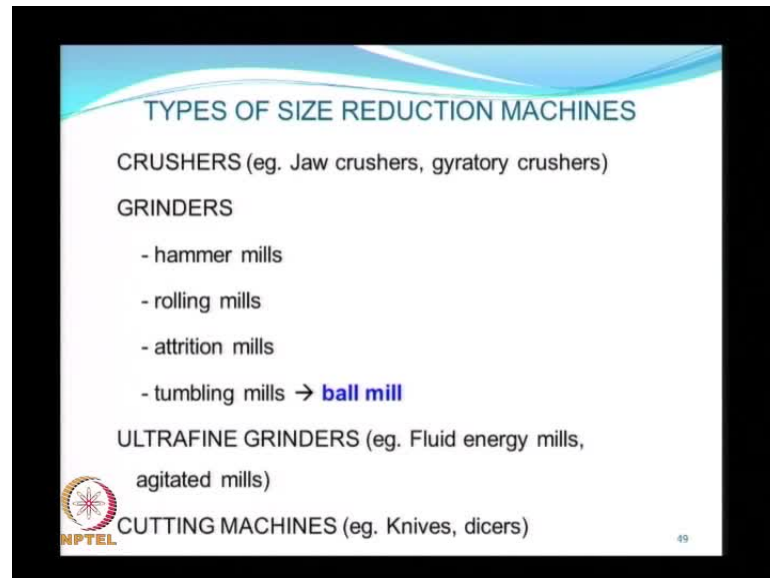 TYPES OF SIZE REDUCTION MACHINES
CRUSHERS (eg. Jaw crushers, gyratory crushers)
GRINDERS
- hammer mills
- rolling mills
- attrition mills
- tumbling mills → ball mill
ULTRAFINE GRINDERS (eg. Fluid energy mills,
agitated mills)
CUTTING MACHINES (eg. Knives, dicers)
NPTEL
49